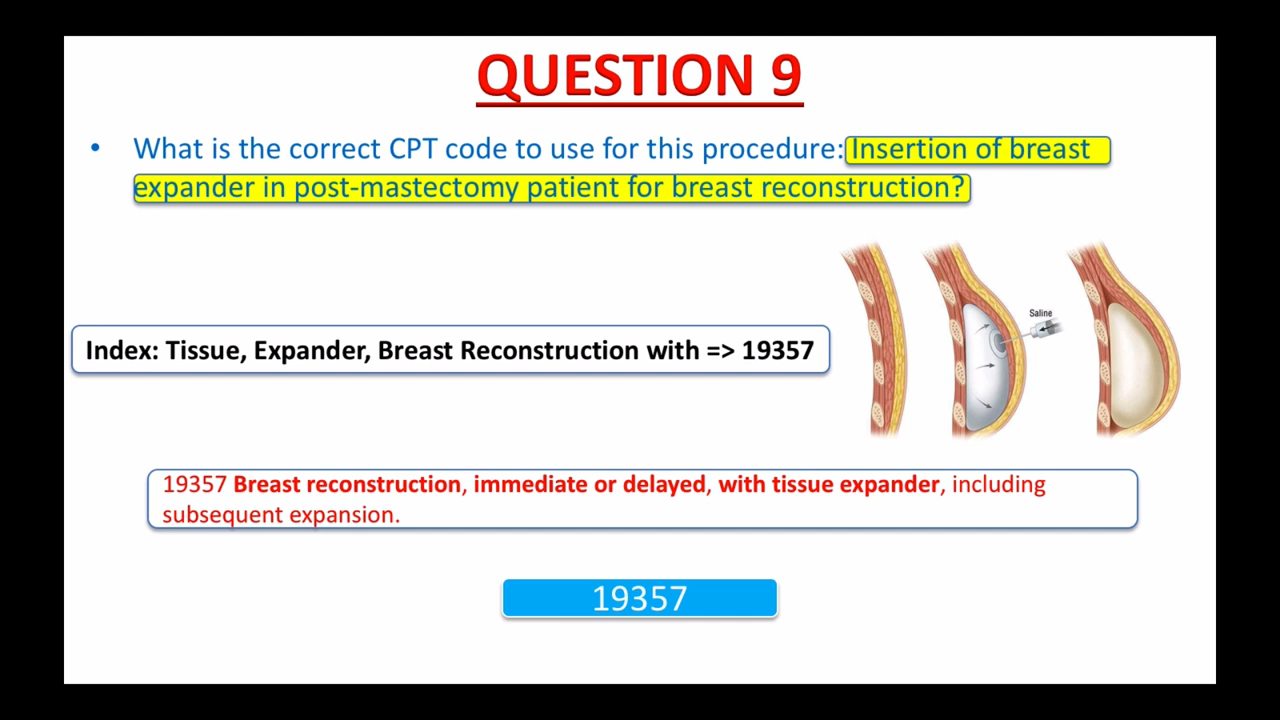 QUESTION 9
• What is the correct CPT code to use for this procedure: Insertion of breast
expander in post-mastectomy patient for breast reconstruction?
Saline
Index: Tissue, Expander, Breast Reconstruction with => 19357
19357 Breast reconstruction, immediate or delayed, with tissue expander, including
subsequent expansion.
19357